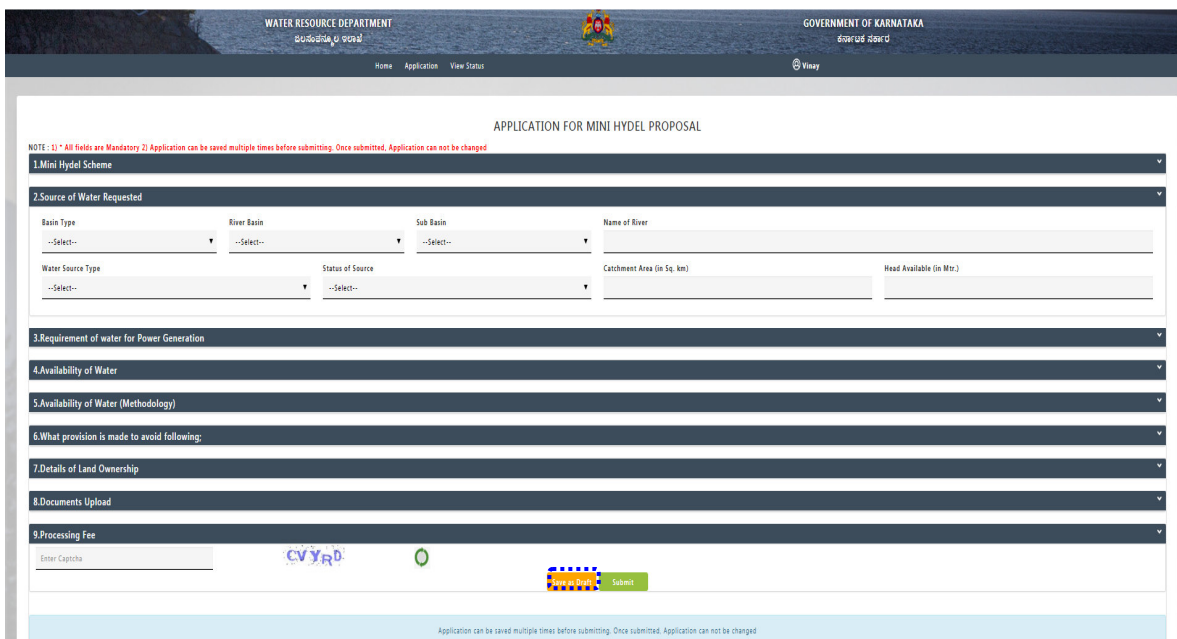 WATER RESOURCE DEPARTMENT
ಜಲಸಂಪನ್ಮೂಲ ಇಲಾಖೆ
GOVERNMENT OF KARNATAKA
ಕರ್ನಾಟಕ ಸರ್ಕಾರ
Home Application View Status
Vinay
APPLICATION FOR MINI HYDEL PROPOSAL
NOTE : 1) * All fields are Mandatory 2) Application can be saved multiple times before submitting. Once submitted, Application can not be changed
1.Mini Hydel Scheme
2.Source of Water Requested
Basin Type River Basin Sub Basin Name of River
--Select-- --Select-- --Select--
Water Source Type Status of Source Catchment Area (in Sq. km) Head Available (in Mtr.)
--Select-- --Select--
3.Requirement of water for Power Generation
4.Availability of Water
5.Availability of Water (Methodology)
6.What provision is made to avoid following;
7.Details of Land Ownership
8.Documents Upload
9.Processing Fee
Enter Captcha CVYRD
Save as Draft Submit
Application can be saved multiple times before submitting. Once submitted, Application can not be changed